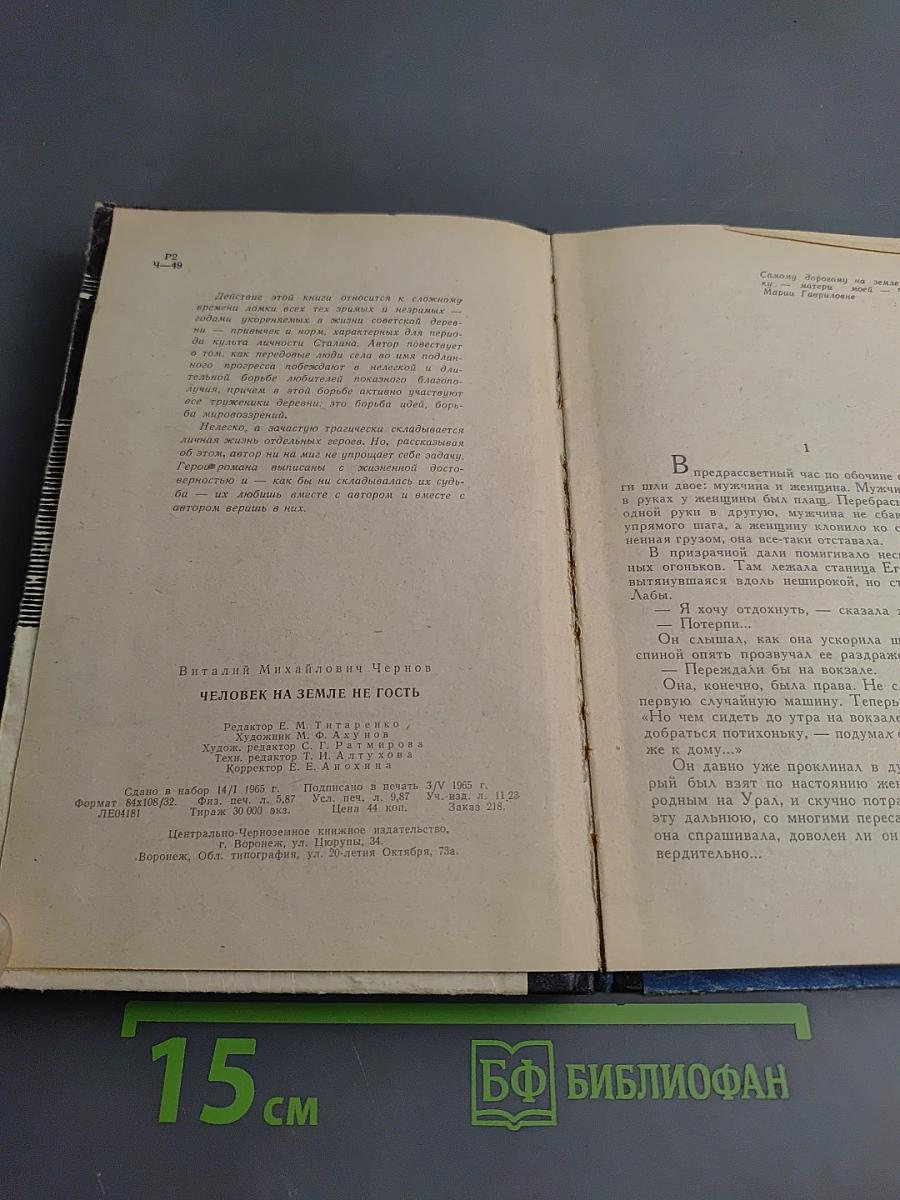 Р2
Ч—49
Действие этой книги относится к сложному
времени ломки всех тех зримых и незримых —
годами укореняемых в жизни советской дерев-
ни — привычек и норм, характерных для перио-
да культа личности Сталина. Автор повествует
о том, как передовые люди села во имя подлин-
ного прогресса побеждают в нелегкой и дли-
тельной борьбе любителей показного благопо-
лучия, причем в этой борьбе активно участвуют
все труженики деревни: это борьба идей, борь-
ба мировоззрений.
Нелегко, а зачастую трагически складывается
личная жизнь отдельных героев. Но, рассказывая
об этом, автор ни на миг не упрощает себе задачу.
Герои романа выписаны с жизненной досто-
верностью и — как бы ни складывалась их судь-
ба — их любишь вместе с автором и вместе с
автором веришь в них.
Виталий Михайлович Чернов
ЧЕЛОВЕК НА ЗЕМЛЕ НЕ ГОСТЬ
Редактор Е. М. Титаренко
Художник М. Ф. Ахунов
Худож. редактор С. Г. Ратмирова
Техн. редактор Т. И. Алтухова
Корректор Е. Е. Анохина
Сдано в набор 14/I 1965 г. Подписано в печать 3/V 1965 г.
Формат 84х108/32. Физ. печ. л. 5,87 Усл. печ. л. 9,87 Уч.-изд. л. 11,23
ЛЕ04181 Тираж 30 000 экз. Цена 44 коп. Заказ 218.
Центрально-Черноземное книжное издательство,
г. Воронеж, ул. Цюрупы, 34.
Воронеж, Обл. типография, ул. 20-летия Октября, 73а.
Самому дорогому на земле
ку — матери моей —
Марии Гавриловне
1
В предрассветный час по обочине
ги шли двое: мужчина и женщина. Мужчи
в руках у женщины был плащ. Перебрасы
одной руки в другую, мужчина не сбав
упрямого шага, а женщину клонило ко с
ненная грузом, она все-таки отставала.
В призрачной дали помигивало неск
ных огоньков. Там лежала станица Ег
вытянувшаяся вдоль неширокой, но ст
Лабы.
— Я хочу отдохнуть, — сказала
— Потерпи...
Он слышал, как она ускорила ш
спиной опять прозвучал ее раздраже
— Переждали бы на вокзале.
Она, конечно, была права. Не с
первую случайную машину. Теперь
«Но чем сидеть до утра на вокзале
добраться потихоньку, — подумал
же к дому...»
Он давно уже проклинал в ду
рый был взят по настоянию жен
родным на Урал, и скучно потра
эту дальнюю, со многими переса
она спрашивала, доволен ли он
вердительно...
15 см
БФ БИБЛИОФАН